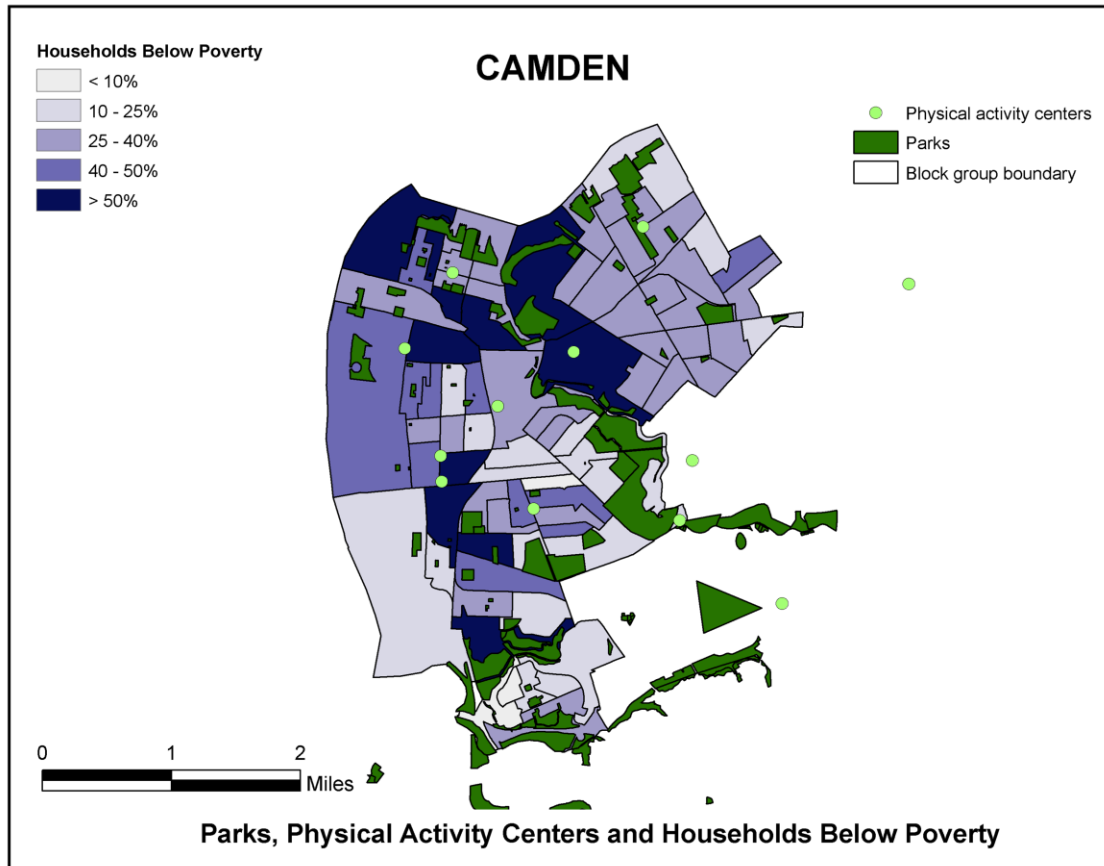 CAMDEN
Households Below Poverty
< 10%
10 - 25%
25 - 40%
40 - 50%
> 50%
Physical activity centers
Parks
Block group boundary
0 1 2
Miles
Parks, Physical Activity Centers and Households Below Poverty